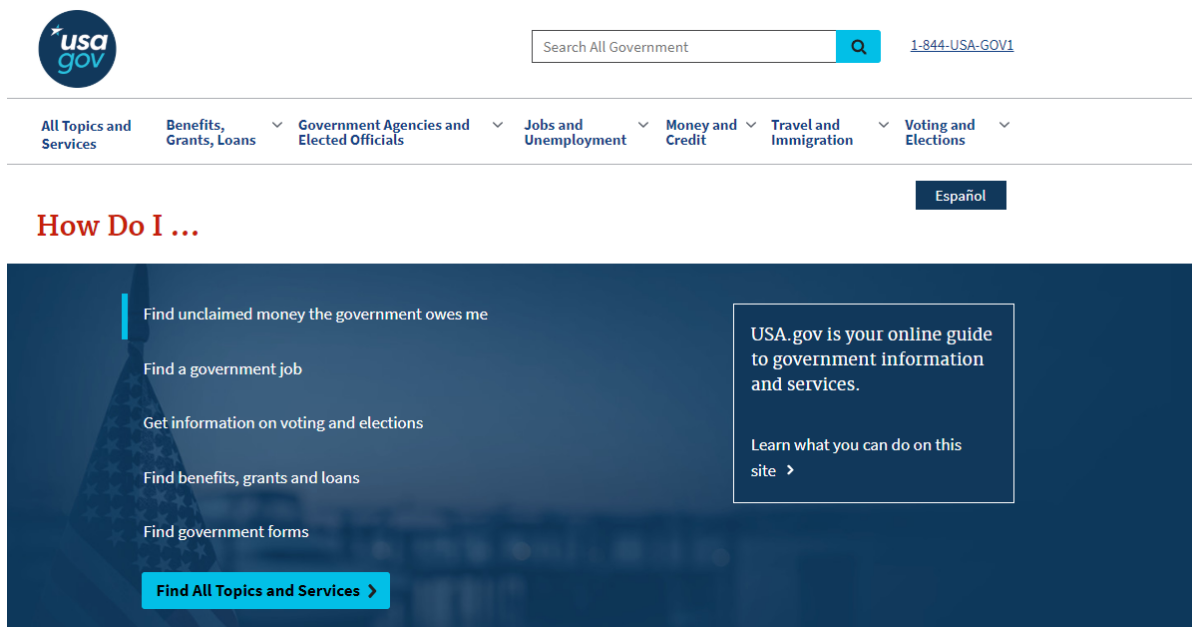 usa
gov
Search All Government
1-844-USA-GOV1
All Topics and
Services
Benefits,
Grants, Loans
Government Agencies and
Elected Officials
Jobs and
Unemployment
Money and
Credit
Travel and
Immigration
Voting and
Elections
Español
How Do I ...
Find unclaimed money the government owes me
Find a government job
Get information on voting and elections
Find benefits, grants and loans
Find government forms
Find All Topics and Services
USA.gov is your online guide
to government information
and services.
Learn what you can do on this
site